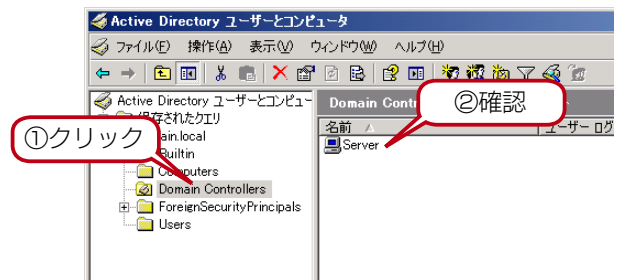 Active Directory ユーザーとコンピュータ
ファイル(F) 操作(A) 表示(V) ウィンドウ(W) ヘルプ(H)
Active Directory ユーザーとコンピュー
Domain Contr
②確認
保存されたクエリ
名前
ユーザー ログ
①クリック
ain.local
Server
Builtin
Computers
Domain Controllers
ForeignSecurityPrincipals
Users